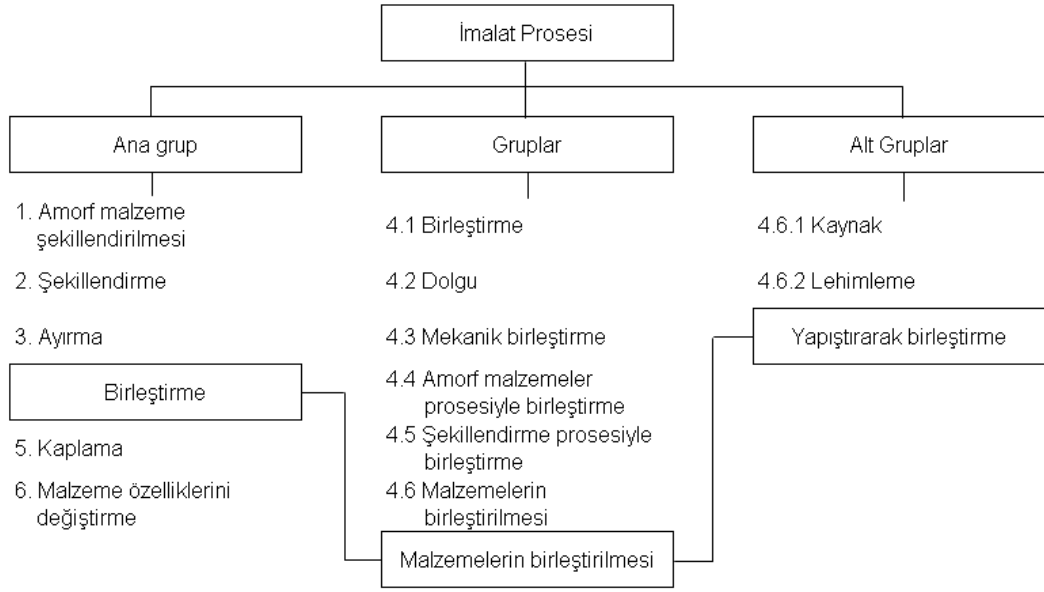 İmalat Prosesi
Ana grup
Gruplar
Alt Gruplar
1. Amorf malzeme
şekillendirilmesi
2. Şekillendirme
3. Ayırma
Birleştirme
5. Kaplama
6. Malzeme özelliklerini
değiştirme
4.1 Birleştirme
4.2 Dolgu
4.3 Mekanik birleştirme
4.4 Amorf malzemeler
prosesiyle birleştirme
4.5 Şekillendirme prosesiyle
birleştirme
4.6 Malzemelerin
birleştirilmesi
Malzemelerin birleştirilmesi
4.6.1 Kaynak
4.6.2 Lehimleme
Yapıştırarak birleştirme